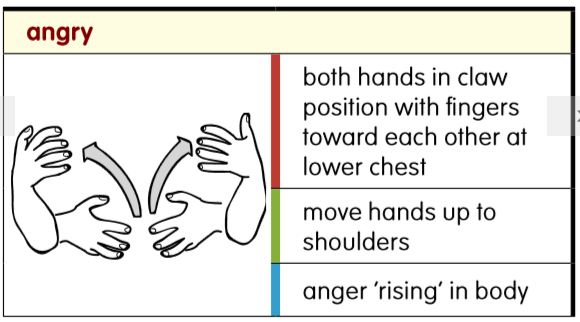 angry
both hands in claw
position with fingers
toward each other at
lower chest
move hands up to
shoulders
anger ‘rising’ in body